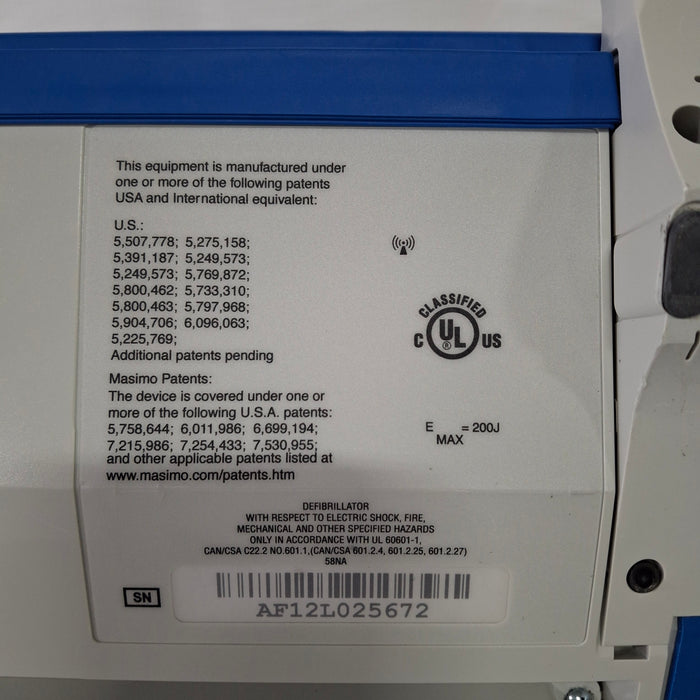 This equipment is manufactured under
one or more of the following patents
USA and International equivalent:
U.S.:
5,507,778; 5,275,158;
5,391,187; 5,249,573;
5,249,573; 5,769,872;
5,800,462; 5,733,310;
5,800,463; 5,797,968;
5,904,706; 6,096,063;
5,225,769;
Additional patents pending
Masimo Patents:
The device is covered under one or
more of the following U.S.A. patents:
5,758,644; 6,011,986; 6,699,194;
7,215,986; 7,254,433; 7,530,955;
and other applicable patents listed at
www.masimo.com/patents.htm
CLASSIFIED
C UL® US
E MAX = 200J
DEFIBRILLATOR
WITH RESPECT TO ELECTRIC SHOCK, FIRE,
MECHANICAL AND OTHER SPECIFIED HAZARDS
ONLY IN ACCORDANCE WITH UL 60601-1,
CAN/CSA C22.2 NO.601.1,(CAN/CSA 601.2.4, 601.2.25, 601.2.27)
58NA
SN
AF12L025672